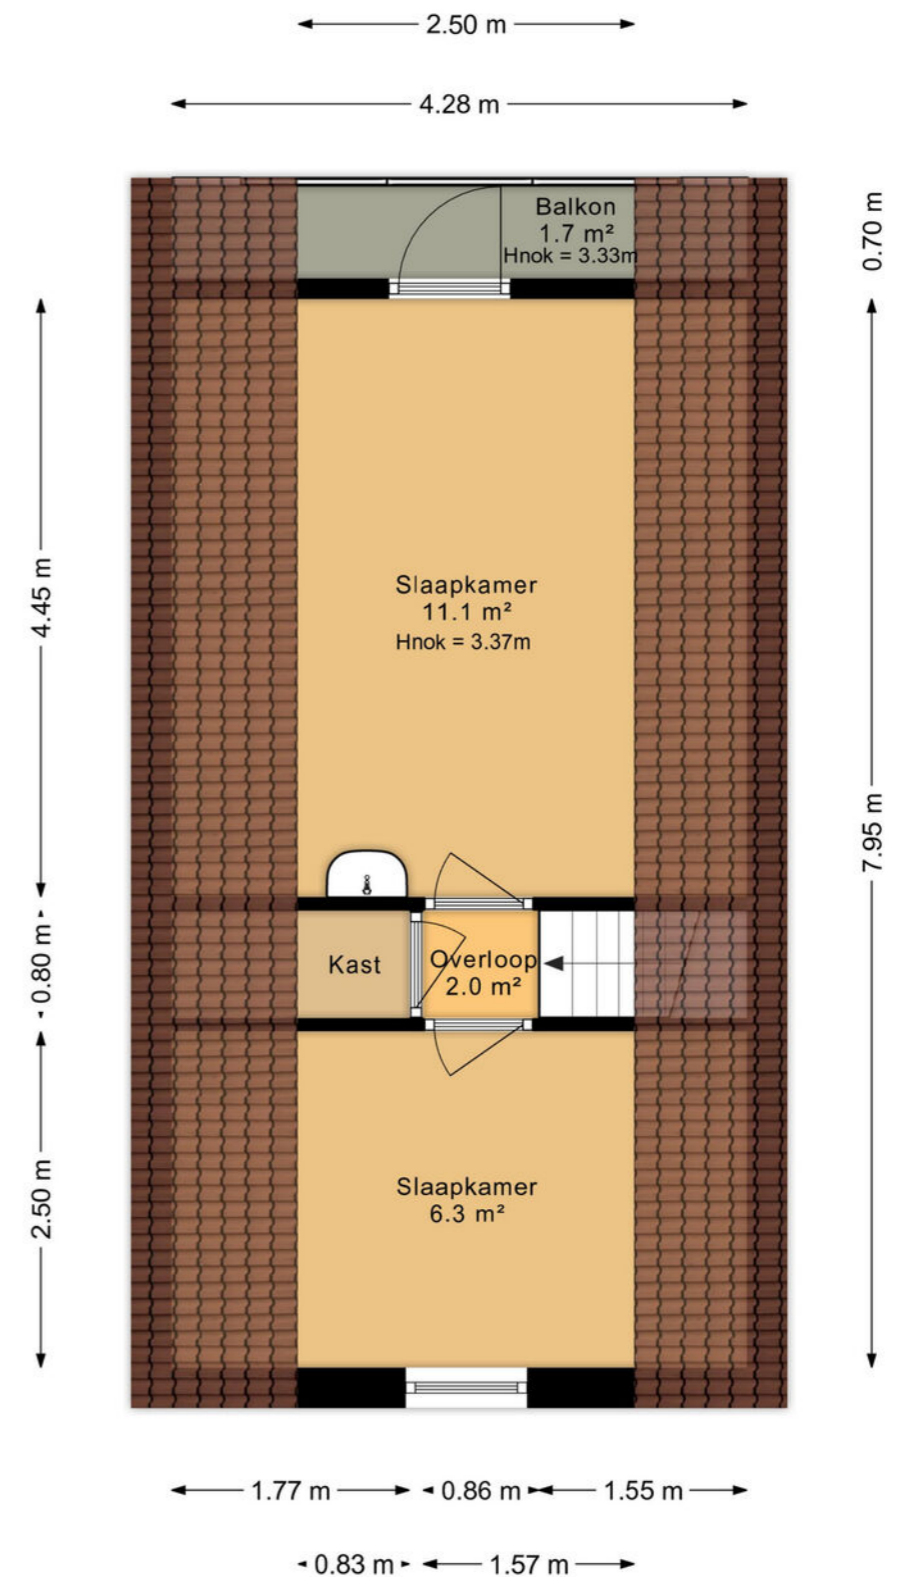 2.50 m
4.28 m
Balkon
1.7 m²
Hnok = 3.33m
0.70 m
4.45 m
Slaapkamer
11.1 m²
Hnok = 3.37m
7.95 m
0.80 m
Kast
Overloop
2.0 m²
2.50 m
Slaapkamer
6.3 m²
1.77 m
0.86 m
1.55 m
0.83 m
1.57 m